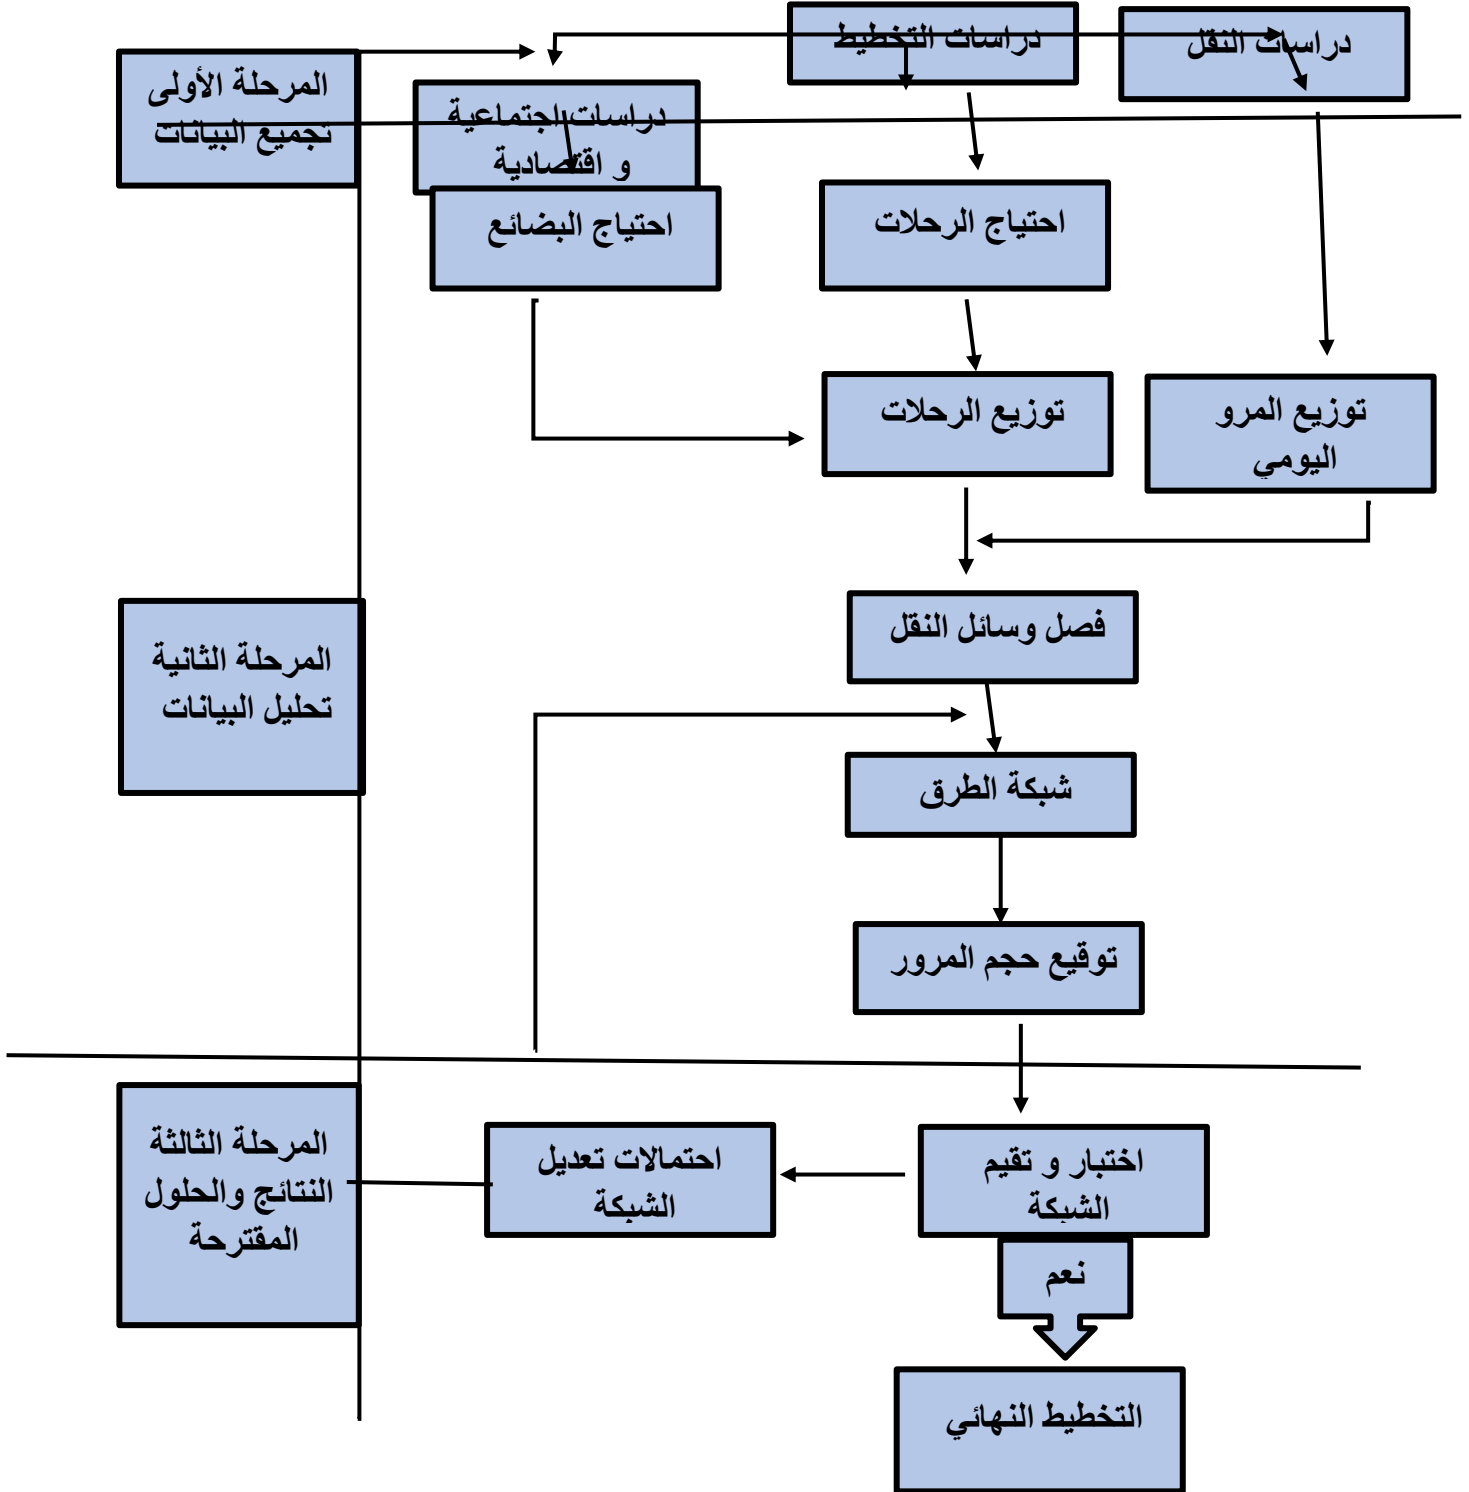 دراسات النقل
دراسات التخطيط
دراسات اجتماعية
و اقتصادية
المرحلة الأولى
تجميع البيانات
احتياج الرحلات
احتياج البضائع
توزيع المرو
اليومي
توزيع الرحلات
فصل وسائل النقل
المرحلة الثانية
تحليل البيانات
شبكة الطرق
توقيع حجم المرور
اختبار و تقيم
الشبكة
احتمالات تعديل
الشبكة
المرحلة الثالثة
النتائج والحلول
المقترحة
نعم
التخطيط النهائي